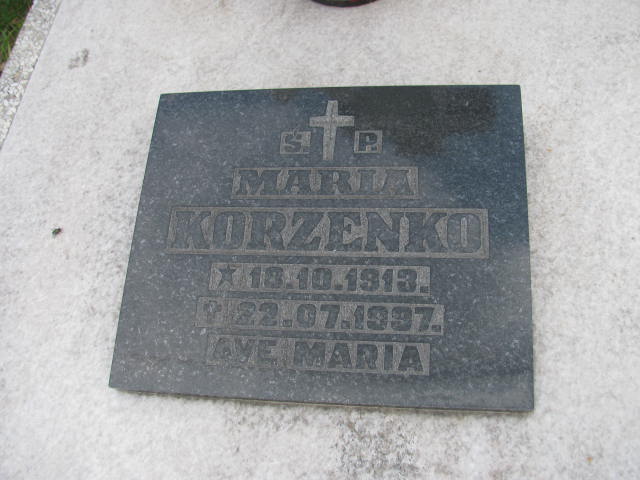 Ś. P.
MARIA
KORZENKO
18.10.1913.
22.07.1997.
AVE MARIA